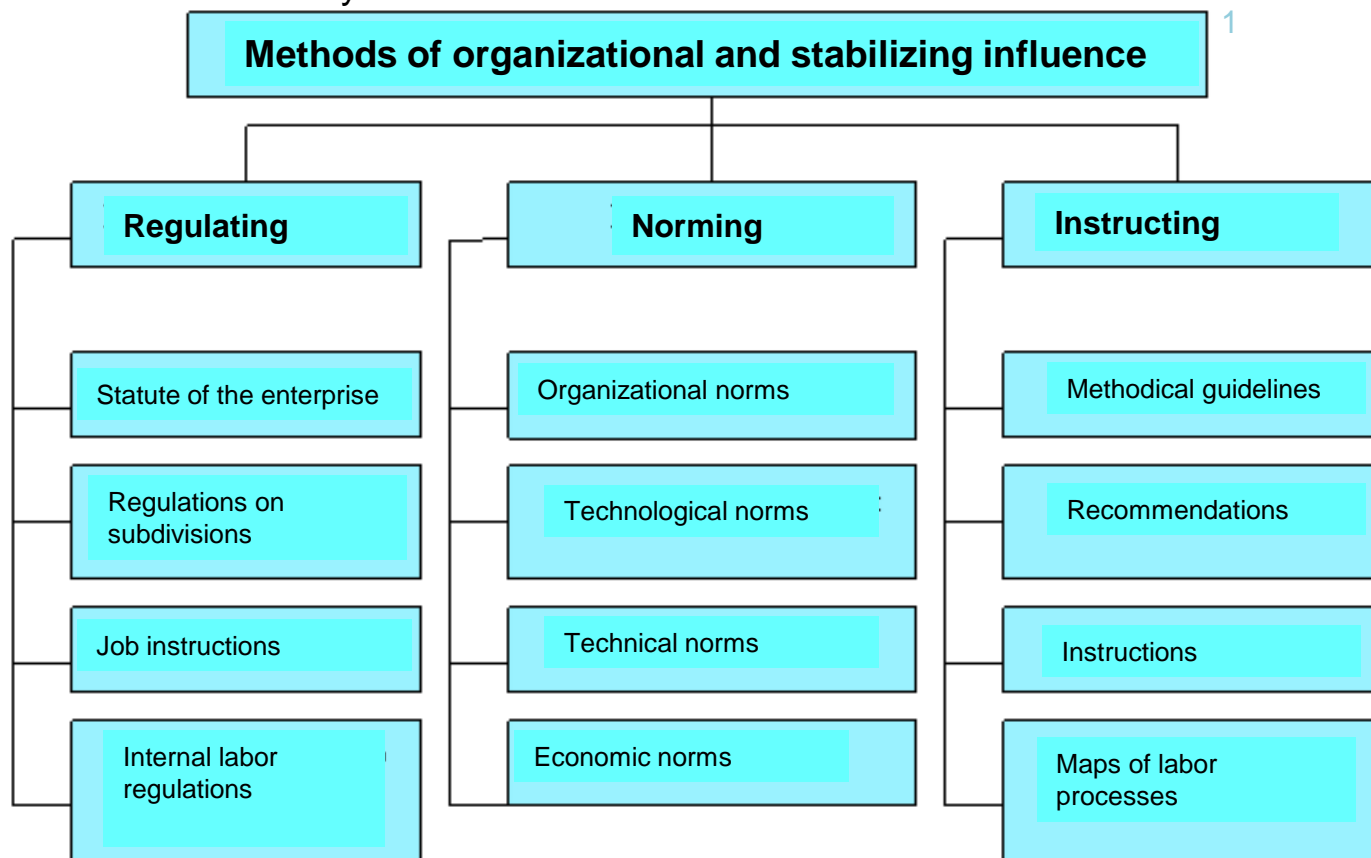 1
Methods of organizational and stabilizing influence
Regulating
Norming
Instructing
Statute of the enterprise
Organizational norms
Methodical guidelines
Regulations on
subdivisions
Technological norms
Recommendations
Job instructions
Technical norms
Instructions
Internal labor
regulations
Economic norms
Maps of labor
processes